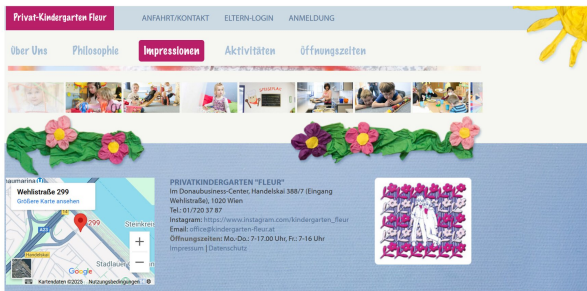 Privat-Kindergarten Fleur
ANFAHRT/KONTAKT ELTERN-LOGIN ANMELDUNG
über Uns Philosophie Impressionen Aktivitäten Öffnungszeiten
Wehlistraße 299
Größere Karte ansehen
299
Steinkrei
Handelskai
Stadlauer
Google
Kartendaten ©2025 Nutzungsbedingungen
PRIVATKINDERGARTEN "FLEUR"
Im Donaubusiness-Center, Handelskai 388/7 (Eingang
Wehlistraße), 1020 Wien
Tel.: 01/720 37 87
Instagram: https://www.instagram.com/kindergarten_fleur
Email: office@kindergarten-fleur.at
Öffnungszeiten: Mo.-Do.: 7-17.00 Uhr, Fr.: 7-16 Uhr
Impressum | Datenschutz